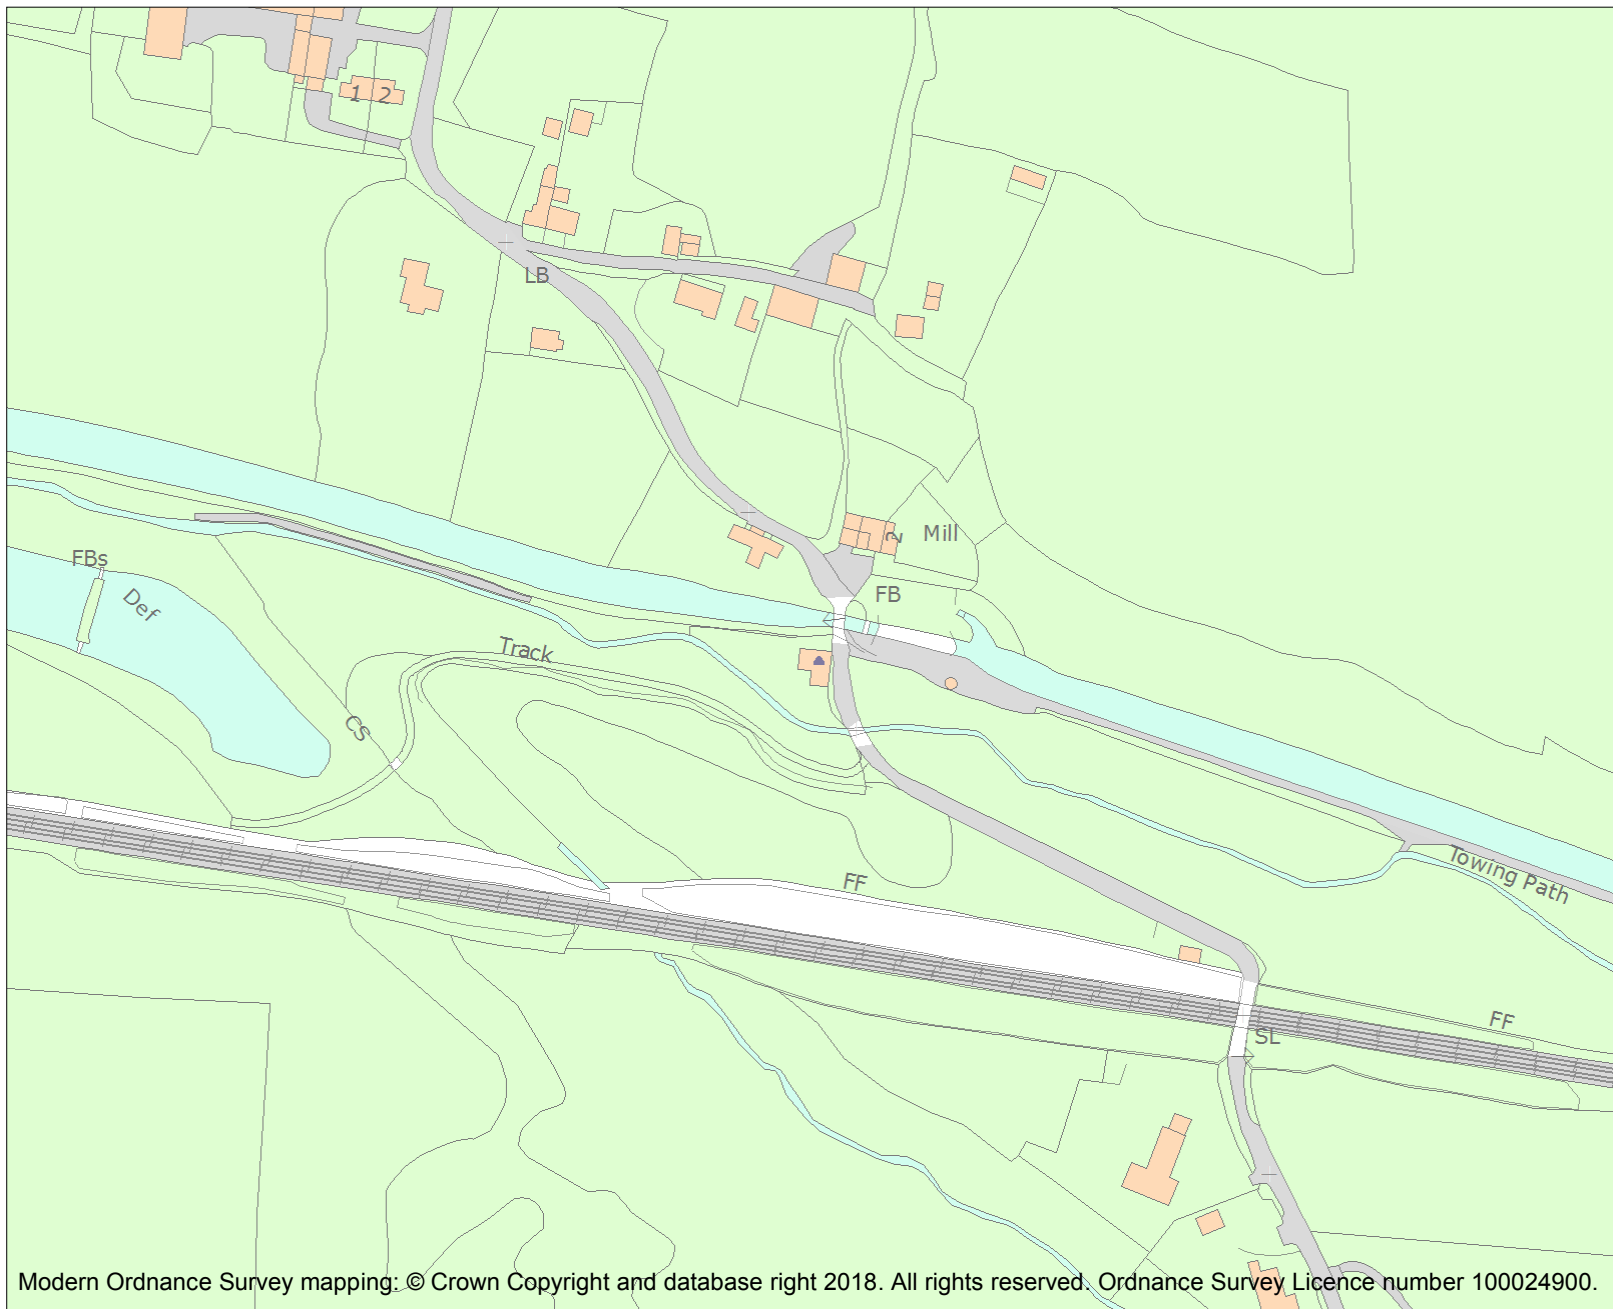 1 2
LB
2
Mill
FBs
Def
FB
Track
CS
Towing Path
FF
FF
SL
Modern Ordnance Survey mapping: © Crown Copyright and database right 2018. All rights reserved. Ordnance Survey Licence number 100024900.